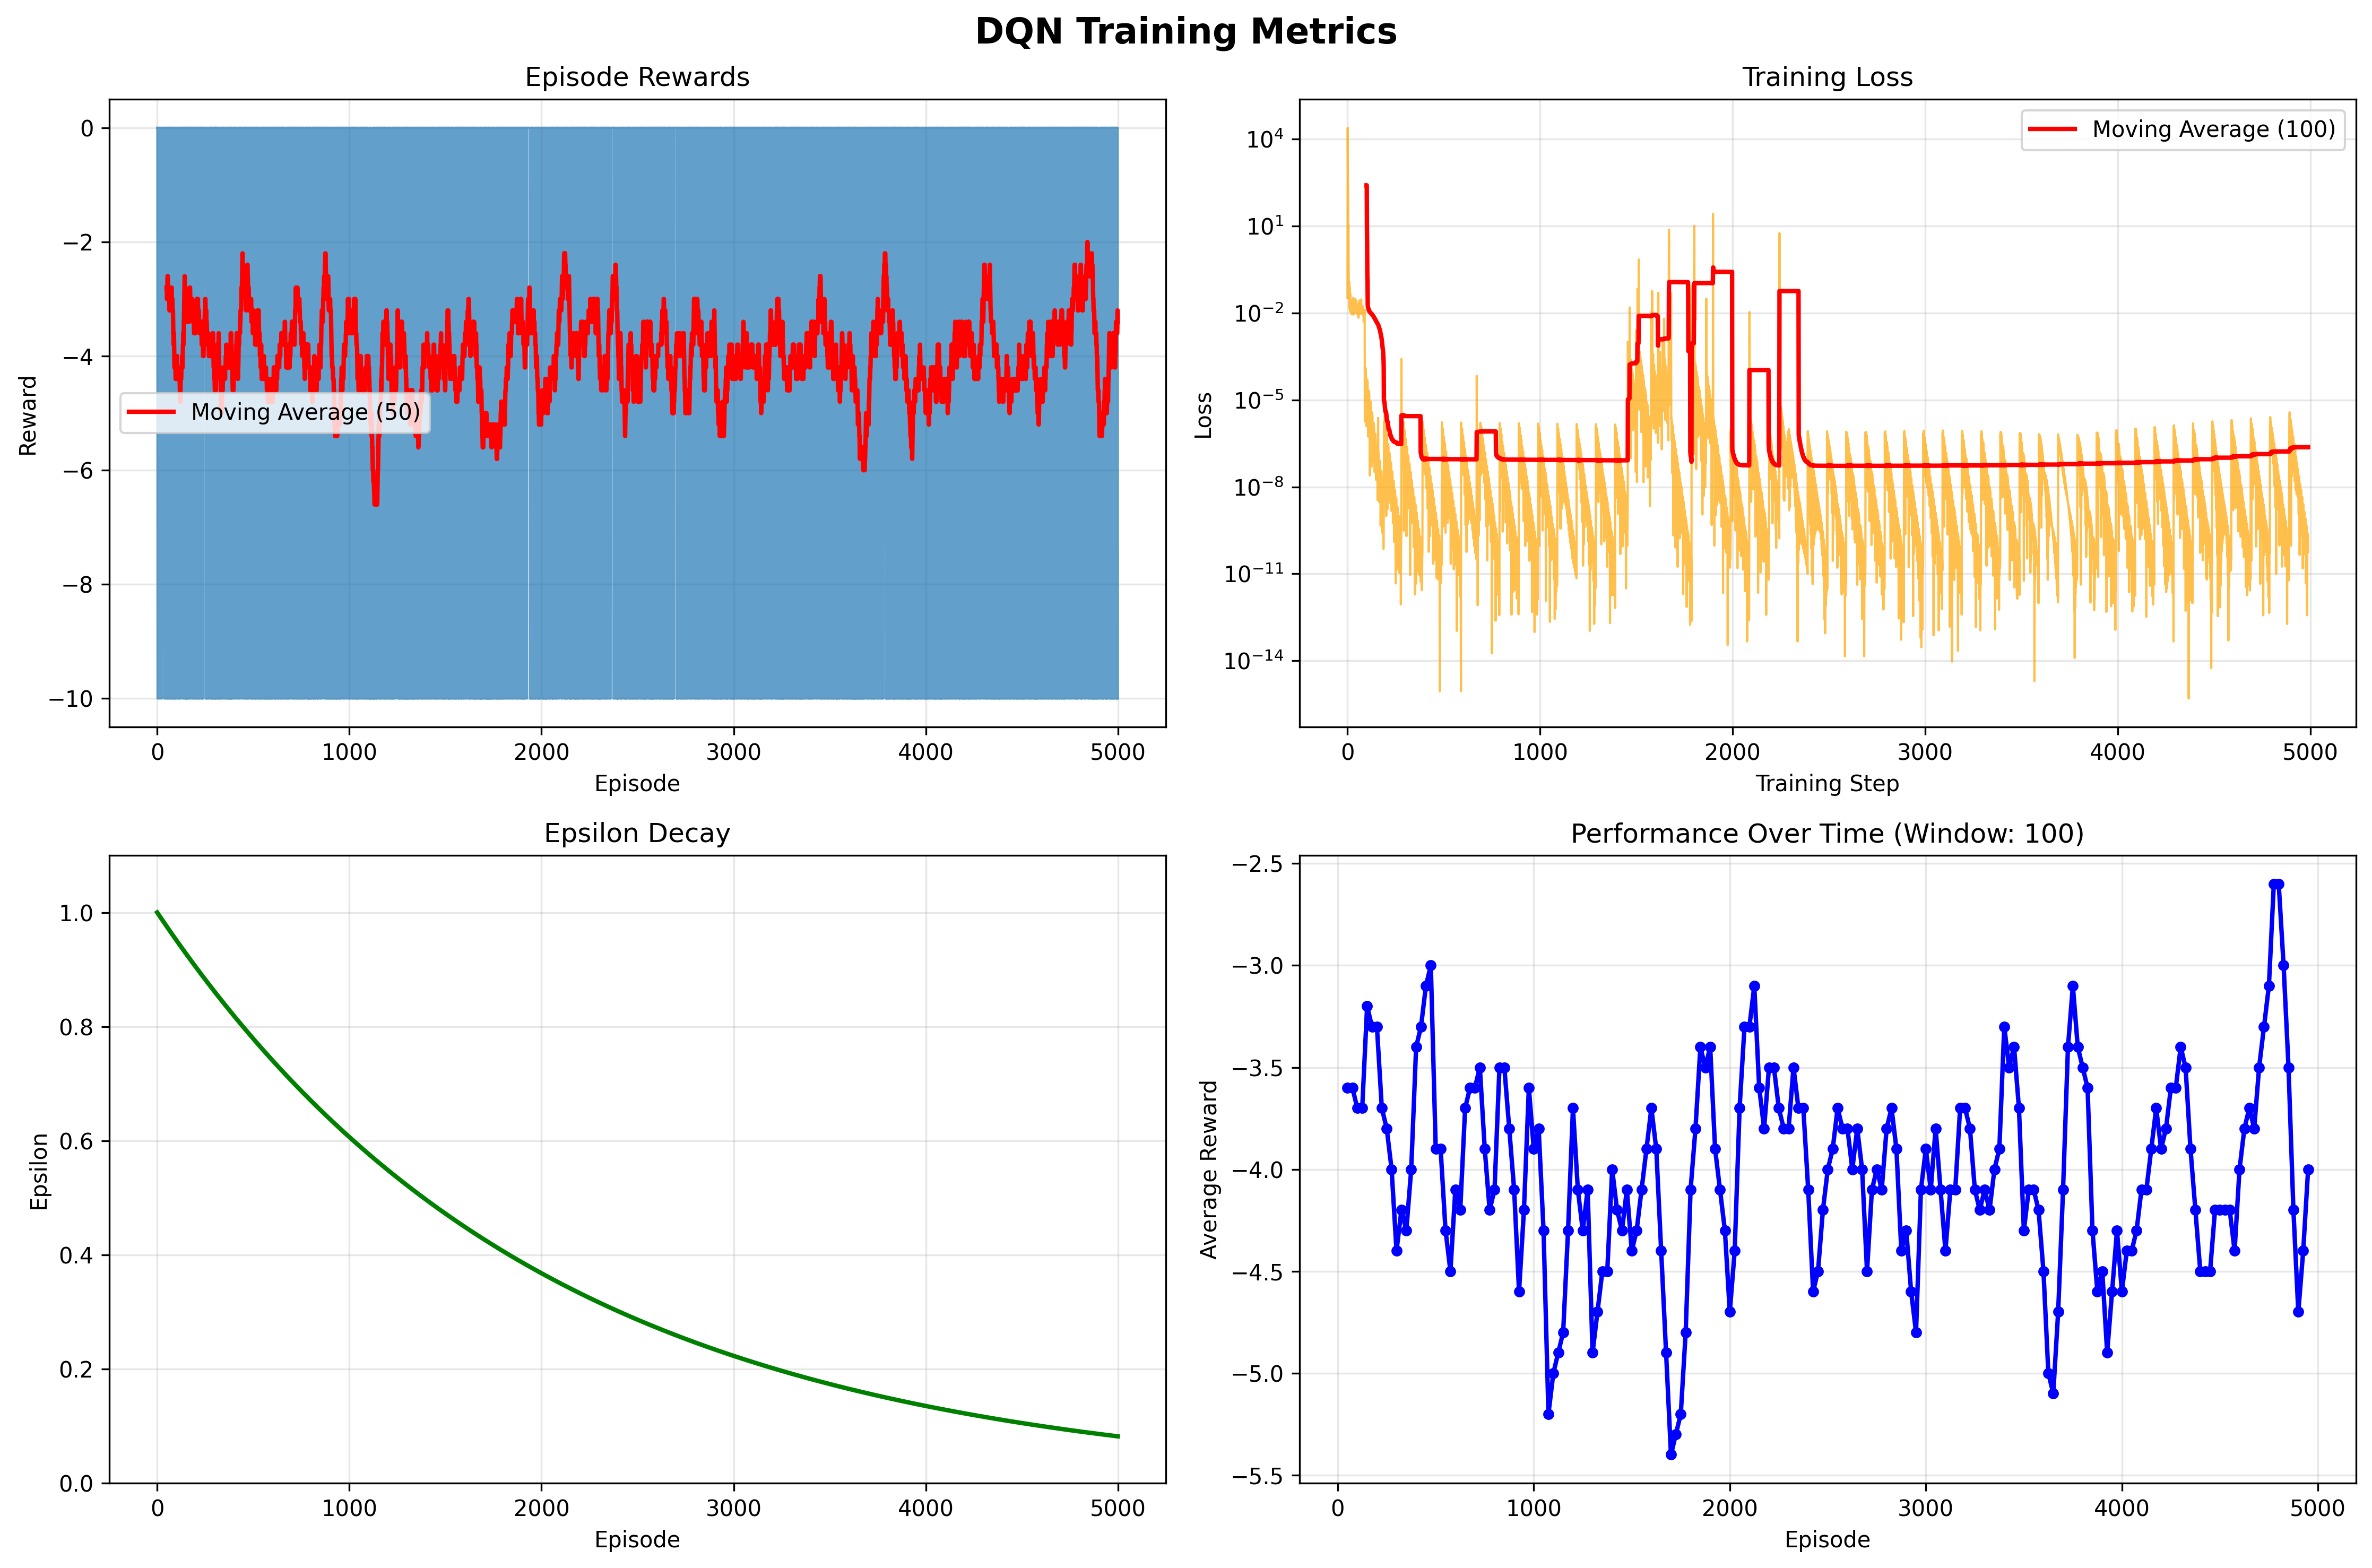 DQN Training Metrics
Episode Rewards
0
−2
−4
−6
−8
−10
Reward
Moving Average (50)
0 1000 2000 3000 4000 5000
Episode
Training Loss
10⁴
10¹
10⁻²
10⁻⁵
10⁻⁸
10⁻¹¹
10⁻¹⁴
Loss
Moving Average (100)
0 1000 2000 3000 4000 5000
Training Step
Epsilon Decay
1.0
0.8
0.6
0.4
0.2
0.0
Epsilon
0 1000 2000 3000 4000 5000
Episode
Performance Over Time (Window: 100)
−2.5
−3.0
−3.5
−4.0
−4.5
−5.0
−5.5
Average Reward
0 1000 2000 3000 4000 5000
Episode